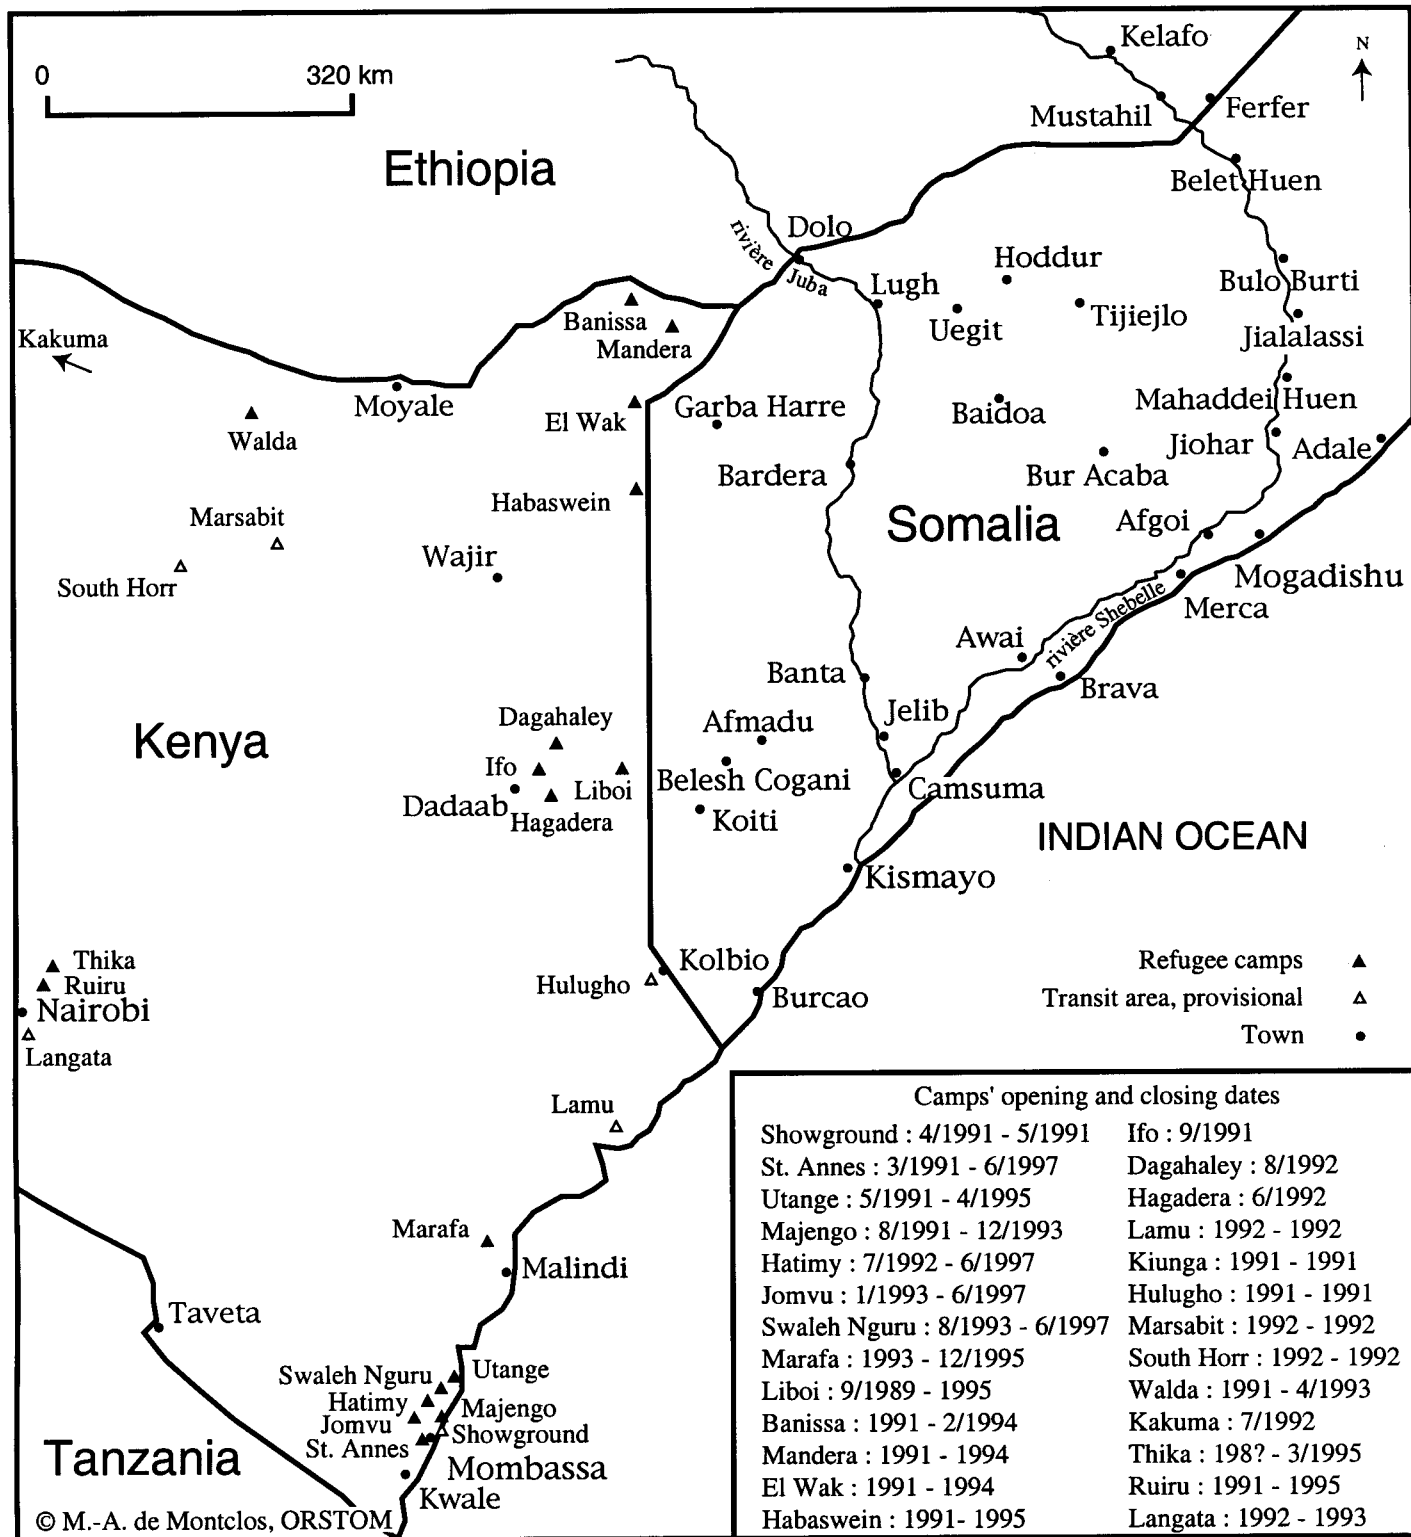 Kelafo
N
0 320 km
Mustahil
Ferfer
Ethiopia
Belet Huen
Dolo
rivière Juba
Hoddur
Lugh
Bulo Burti
Uegit
Tijiejlo
Banissa
Jialalassi
Kakuma
Mandera
Moyale
Garba Harre
Baidoa
Mahaddei Huen
El Wak
Walda
Jiohar
Adale
Bardera
Bur Acaba
Habaswein
Marsabit
Somalia
Afgoi
Wajir
South Horr
Mogadishu
Merca
rivière Shebelle
Awai
Banta
Brava
Dagahaley
Afmadu
Jelib
Kenya
Ifo
Liboi
Belesh Cogani
Dadaab
Camsuma
Hagadera
Koiti
INDIAN OCEAN
Kismayo
Thika
Kolbio
Refugee camps
Ruiru
Hulugho
Burcao
Transit area, provisional
Nairobi
Town
Langata
Lamu
Camps' opening and closing dates
Showground : 4/1991 - 5/1991
St. Annes : 3/1991 - 6/1997
Utange : 5/1991 - 4/1995
Majengo : 8/1991 - 12/1993
Hatimy : 7/1992 - 6/1997
Jomvu : 1/1993 - 6/1997
Swaleh Nguru : 8/1993 - 6/1997
Marafa : 1993 - 12/1995
Liboi : 9/1989 - 1995
Banissa : 1991 - 2/1994
Mandera : 1991 - 1994
El Wak : 1991 - 1994
Habaswein : 1991- 1995
Ifo : 9/1991
Dagahaley : 8/1992
Hagadera : 6/1992
Lamu : 1992 - 1992
Kiunga : 1991 - 1991
Hulugho : 1991 - 1991
Marsabit : 1992 - 1992
South Horr : 1992 - 1992
Walda : 1991 - 4/1993
Kakuma : 7/1992
Thika : 198? - 3/1995
Ruiru : 1991 - 1995
Langata : 1992 - 1993
Marafa
Malindi
Taveta
Swaleh Nguru
Utange
Hatimy
Majengo
Jomvu
Showground
St. Annes
Tanzania
Mombassa
Kwale
© M.-A. de Montclos, ORSTOM